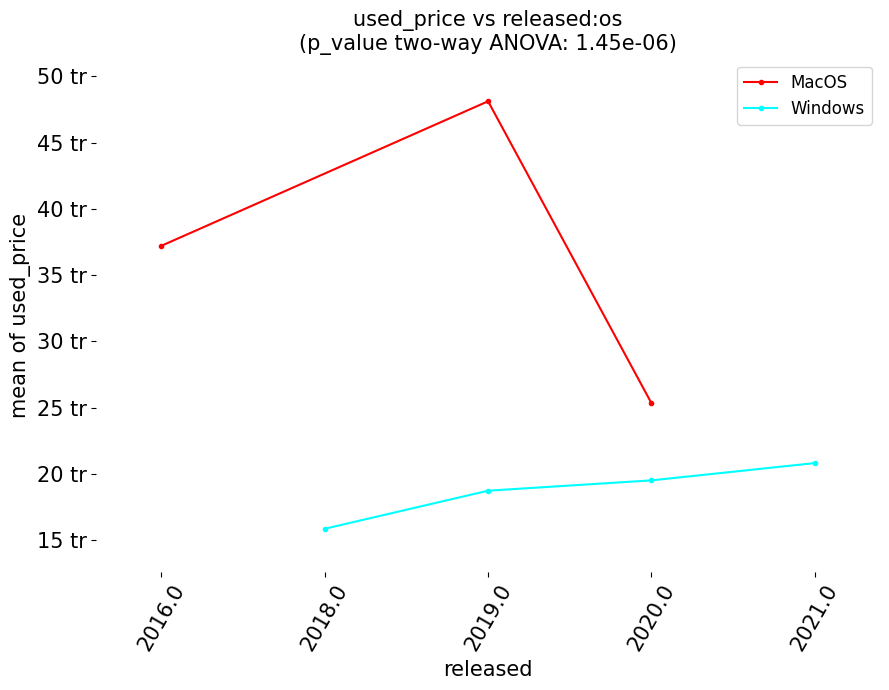 used_price vs released:os
(p_value two-way ANOVA: 1.45e-06)
MacOS
Windows
50 tr
45 tr
40 tr
35 tr
30 tr
25 tr
20 tr
15 tr
mean of used_price
2016.0
2018.0
2019.0
2020.0
2021.0
released